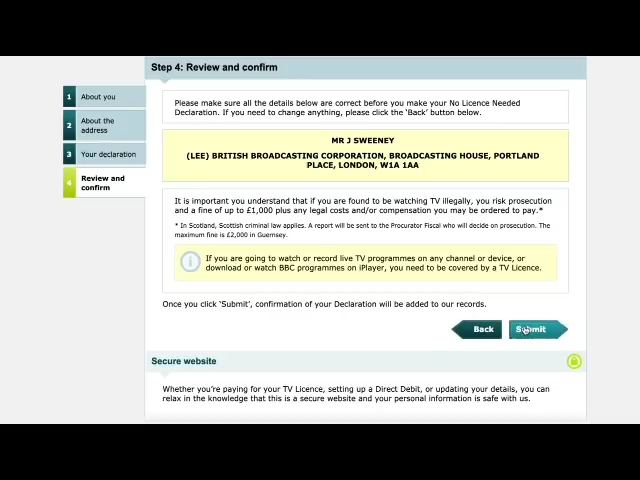 Step 4: Review and confirm
1 About you
2 About the
address
3 Your declaration
4 Review and
confirm
Please make sure all the details below are correct before you make your No Licence Needed
Declaration. If you need to change anything, please click the 'Back' button below.
MR J SWEENEY
(LEE) BRITISH BROADCASTING CORPORATION, BROADCASTING HOUSE, PORTLAND
PLACE, LONDON, W1A 1AA
It is important you understand that if you are found to be watching TV illegally, you risk prosecution
and a fine of up to £1,000 plus any legal costs and/or compensation you may be ordered to pay.*
* In Scotland, Scottish criminal law applies. A report will be sent to the Procurator Fiscal who will decide on prosecution. The
maximum fine is £2,000 in Guernsey.
If you are going to watch or record live TV programmes on any channel or device, or
download or watch BBC programmes on iPlayer, you need to be covered by a TV Licence.
Once you click 'Submit', confirmation of your Declaration will be added to our records.
Back
Submit
Secure website
Whether you're paying for your TV Licence, setting up a Direct Debit, or updating your details, you can
relax in the knowledge that this is a secure website and your personal information is safe with us.